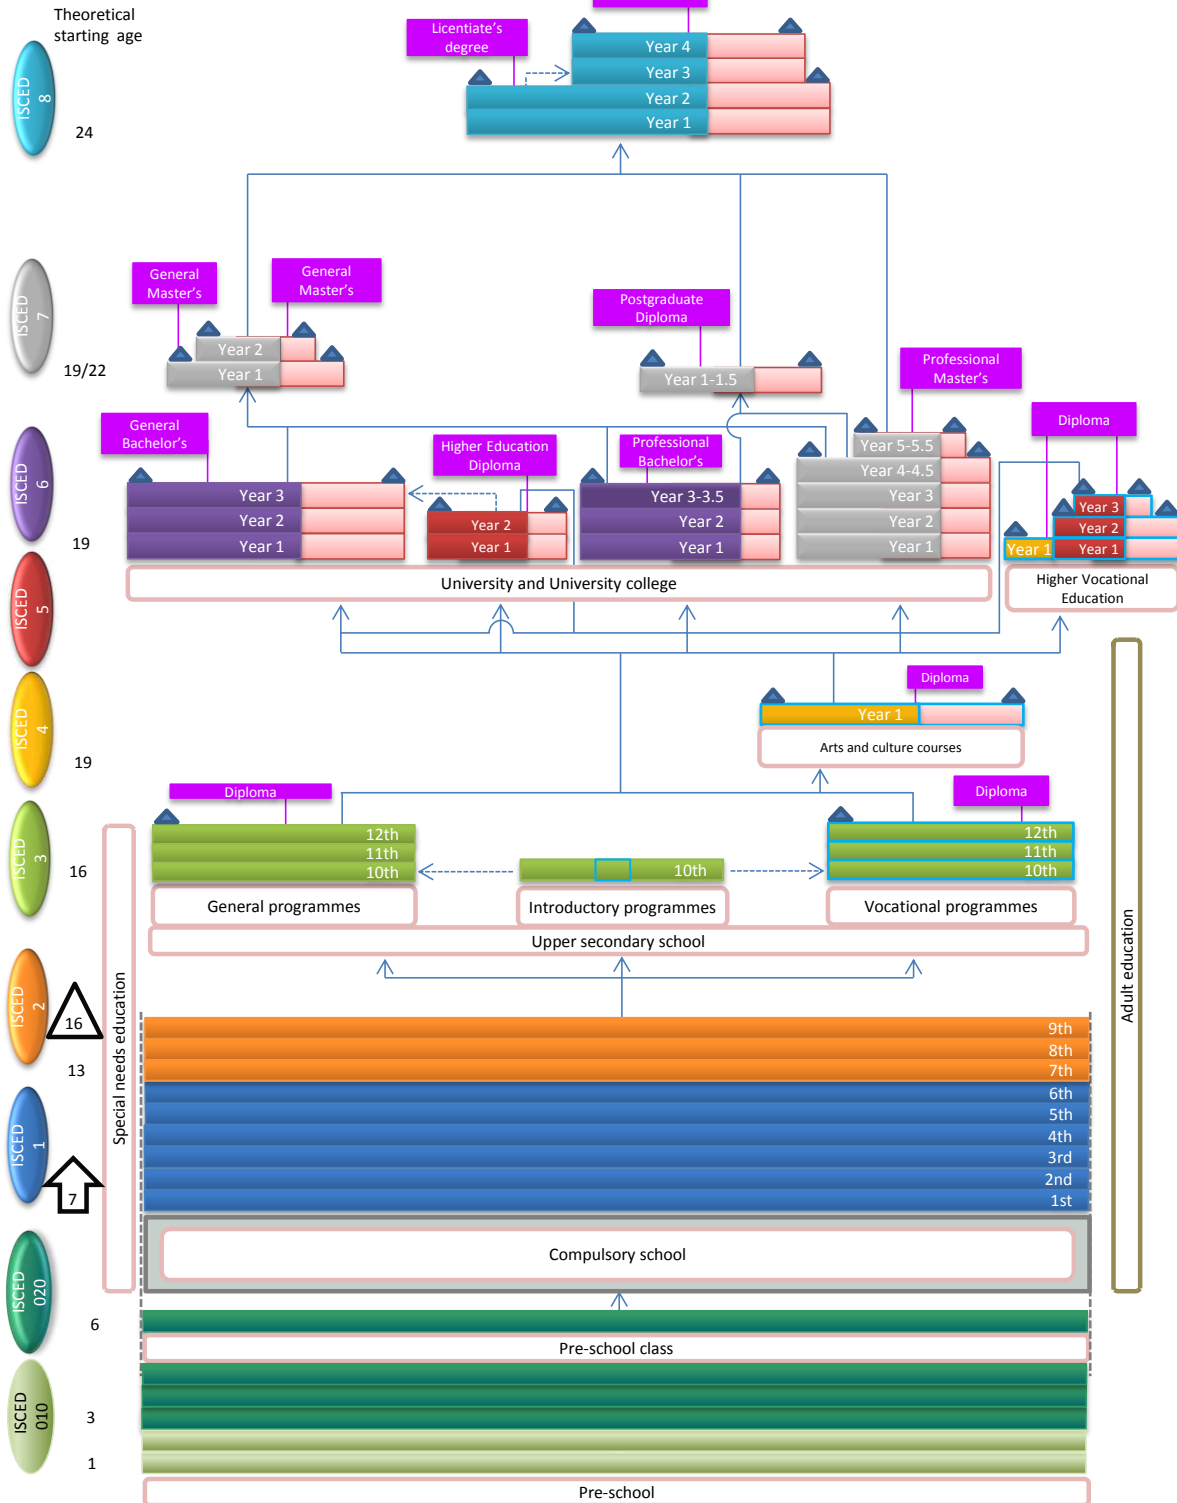 Theoretical
starting age
Licentiate's
degree
Year 4
Year 3
Year 2
Year 1
ISCED
8
24
General
Master's
General
Master's
Postgraduate
Diploma
Professional
Master's
ISCED
7
19/22
Year 2
Year 1
Year 1-1.5
Diploma
General
Bachelor's
Higher Education
Diploma
Professional
Bachelor's
Year 5-5.5
Year 4-4.5
Year 3
Year 2
Year 1
ISCED
6
19
Year 3
Year 2
Year 1
Year 2
Year 1
Year 3-3.5
Year 2
Year 1
Year 3
Year 2
Year 1
Year 1
University and University college
Higher Vocational
Education
ISCED
5
Diploma
Year 1
Arts and culture courses
ISCED
4
19
Diploma
Diploma
ISCED
3
16
12th
11th
10th
10th
12th
11th
10th
General programmes
Introductory programmes
Vocational programmes
Upper secondary school
ISCED
2
16
13
Special needs education
Adult education
9th
8th
7th
6th
5th
4th
3rd
2nd
1st
ISCED
1
7
Compulsory school
ISCED
020
6
Pre-school class
ISCED
010
3
1
Pre-school